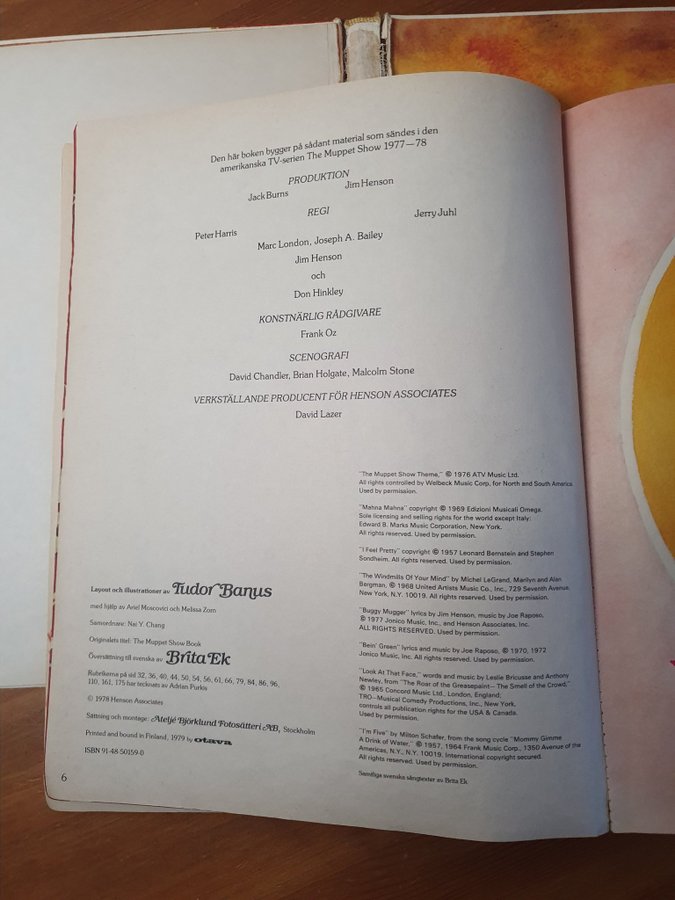 Den här boken bygger på sådant material som sändes i den
amerikanska TV-serien The Muppet Show 1977—78
PRODUKTION
Jack Burns Jim Henson
REGI
Peter Harris Jerry Juhl
Marc London, Joseph A. Bailey
Jim Henson
och
Don Hinkley
KONSTNÄRLIG RÅDGIVARE
Frank Oz
SCENOGRAFI
David Chandler, Brian Holgate, Malcolm Stone
VERKSTÄLLANDE PRODUCENT FÖR HENSON ASSOCIATES
David Lazer
Layout och illustrationer av Tudor Banus
med hjälp av Ariel Moscovici och Melissa Zorn
Samordnare: Nai Y. Chang
Originalets titel: The Muppet Show Book
Översättning till svenska av Brita Ek
Rubrikerna på sid 32, 36, 40, 44, 50, 54, 56, 61, 66, 79, 84, 86, 96,
110, 161, 175 har tecknats av Adrian Purkis
© 1978 Henson Associates
Sättning och montage: Ateljé Björklund Fotosätteri AB, Stockholm
Printed and bound in Finland, 1979 by otava
ISBN 91-48-50159-0
6
"The Muppet Show Theme," © 1976 ATV Music Ltd.
All rights controlled by Welbeck Music Corp. for North and South America
Used by permission.
"Mahna Mahna" copyright © 1969 Edizioni Musicali Omega.
Sole licensing and selling rights for the world except Italy:
Edward B. Marks Music Corporation, New York.
All rights reserved. Used by permission.
"I Feel Pretty" copyright © 1957 Leonard Bernstein and Stephen
Sondheim. All rights reserved. Used by permission.
"The Windmills Of Your Mind" by Michel LeGrand, Marilyn and Alan
Bergman, © 1968 United Artists Music Co., Inc., 729 Seventh Avenue
New York, N.Y. 10019. All rights reserved. Used by permission.
"Buggy Mugger" lyrics by Jim Henson, music by Joe Raposo,
© 1977 Jonico Music, Inc., and Henson Associates, Inc.
ALL RIGHTS RESERVED. Used by permission.
"Bein' Green" lyrics and music by Joe Raposo, © 1970, 1972
Jonico Music, Inc. All rights reserved. Used by permission.
"Look At That Face," words and music by Leslie Bricusse and Anthony
Newley, from "The Roar of the Greasepaint— The Smell of the Crowd,"
© 1965 Concord Music Ltd., London, England;
TRO—Musical Comedy Productions, Inc., New York,
controls all publication rights for the USA & Canada.
Used by permission.
"I'm Five" by Milton Schafer, from the song cycle "Mommy Gimme
A Drink of Water," © 1957, 1964 Frank Music Corp., 1350 Avenue of the
Americas, N.Y., N.Y. 10019. International copyright secured.
All rights reserved. Used by permission.
Samtliga svenska sångtexter av Brita Ek